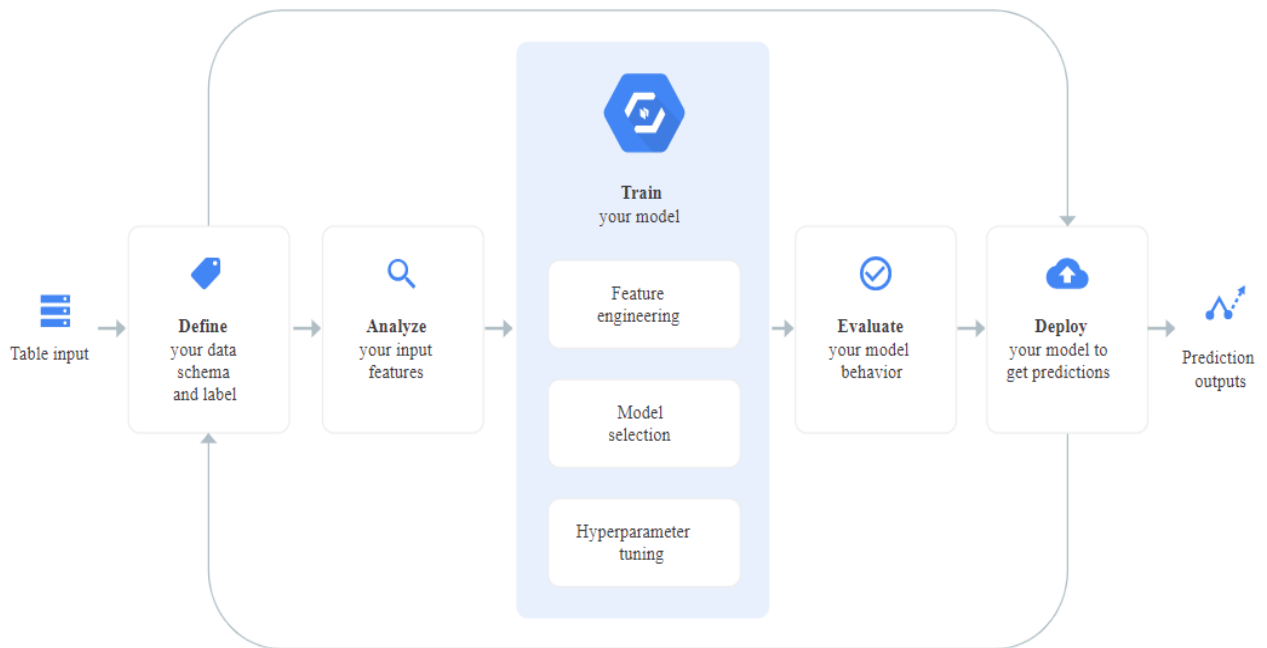 Table input
Define
your data
schema
and label
Analyze
your input
features
Train
your model
Feature
engineering
Model
selection
Hyperparameter
tuning
Evaluate
your model
behavior
Deploy
your model to
get predictions
Prediction
outputs